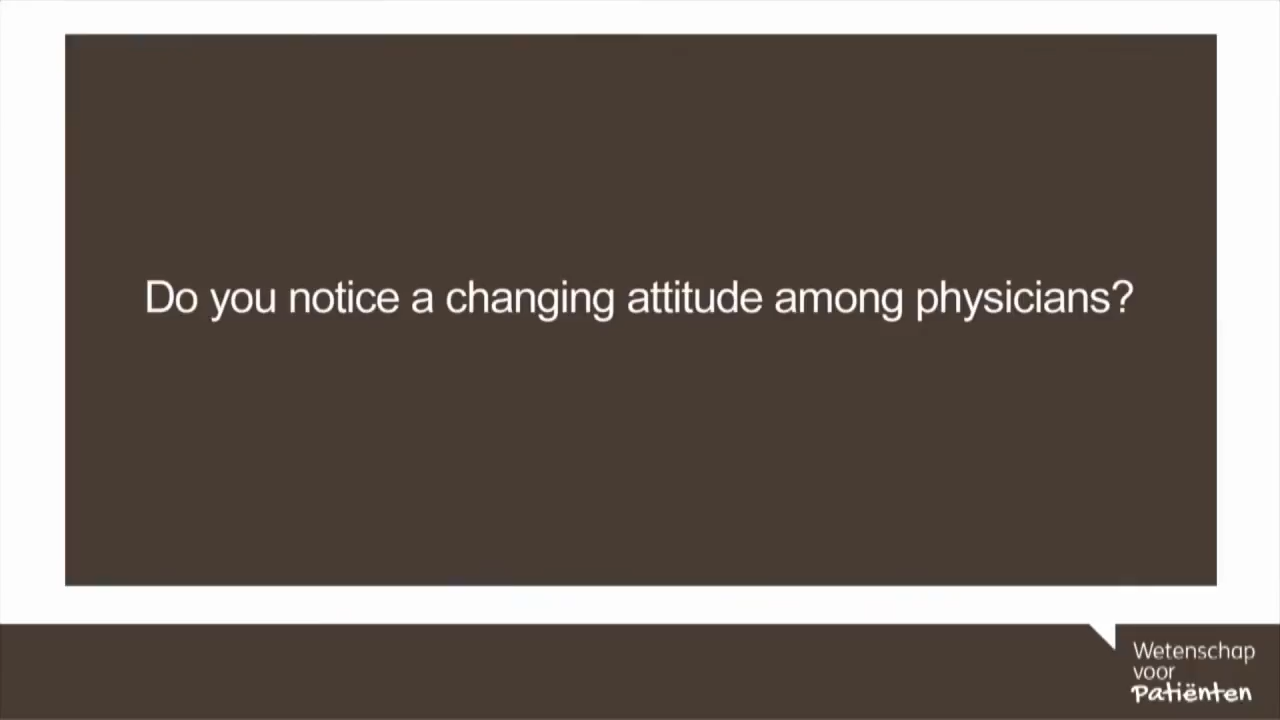 Do you notice a changing attitude among physicians?
Wetenschap
voor
Patiënten